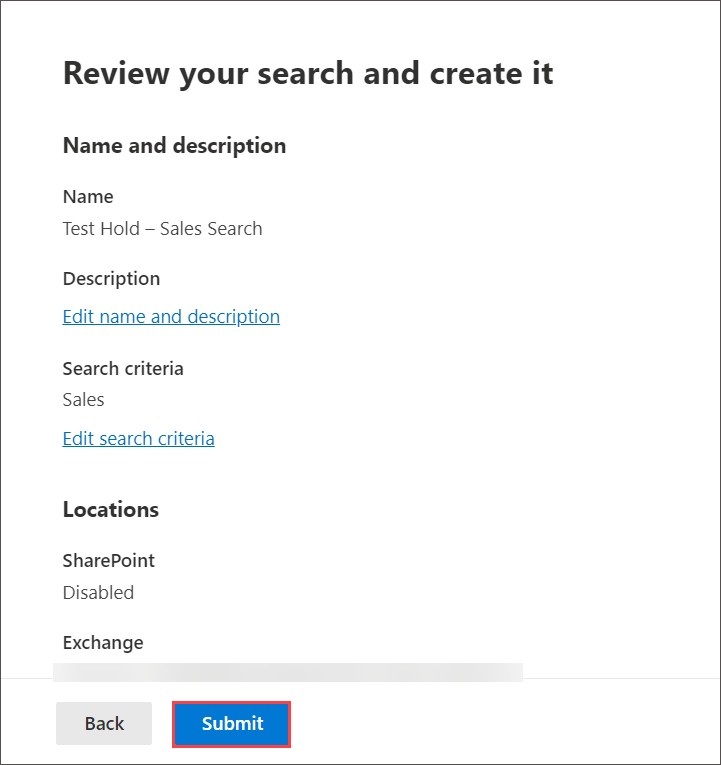 Review your search and create it
Name and description
Name
Test Hold – Sales Search
Description
Edit name and description
Search criteria
Sales
Edit search criteria
Locations
SharePoint
Disabled
Exchange
Back
Submit